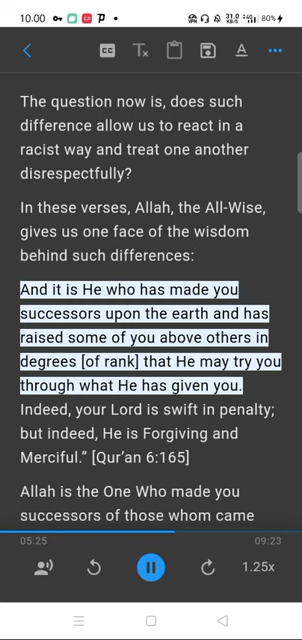 10.00
31.0
KB/S
80%
CC
The question now is, does such
difference allow us to react in a
racist way and treat one another
disrespectfully?
In these verses, Allah, the All-Wise,
gives us one face of the wisdom
behind such differences:
And it is He who has made you
successors upon the earth and has
raised some of you above others in
degrees [of rank] that He may try you
through what He has given you.
Indeed, your Lord is swift in penalty;
but indeed, He is Forgiving and
Merciful.” [Qur’an 6:165]
Allah is the One Who made you
successors of those whom came
05:25 09:23
1.25x